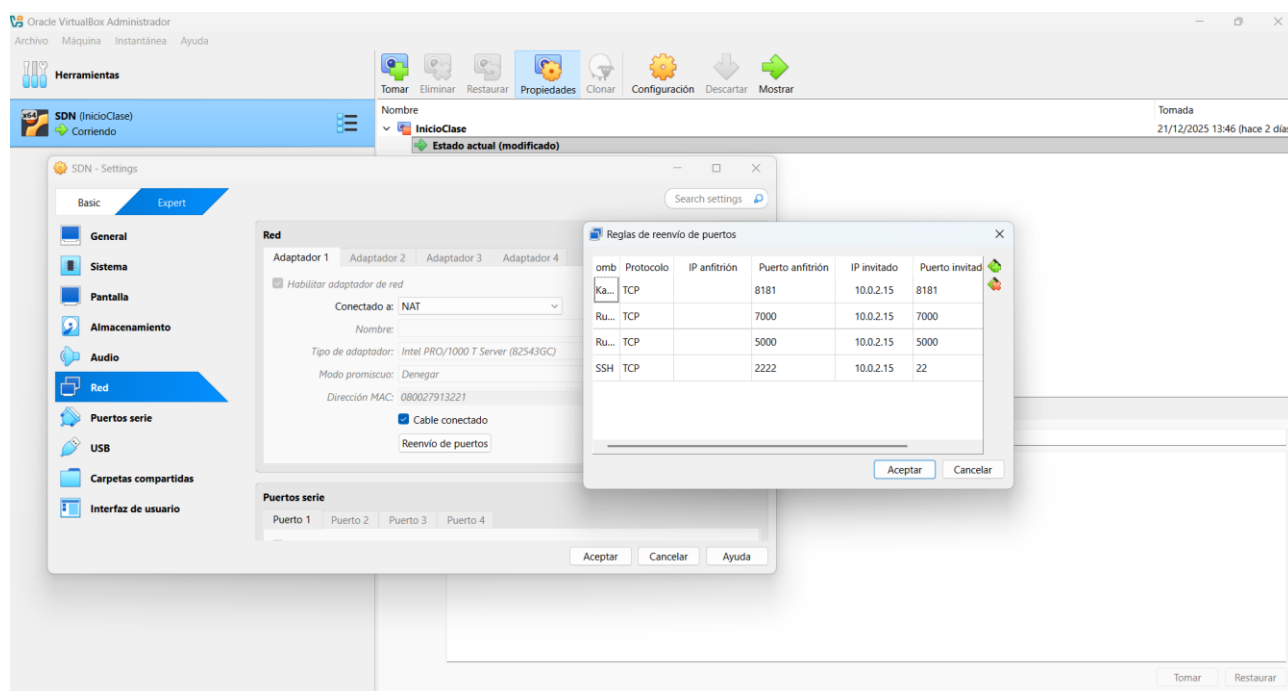 Oracle VirtualBox Administrador
Archivo Máquina Instantánea Ayuda
Herramientas
Tomar Eliminar Restaurar Propiedades Clonar Configuración Descartar Mostrar
x64
SDN (InicioClase)
Corriendo
Nombre Tomada
InicioClase 21/12/2025 13:46 (hace 2 días
Estado actual (modificado)
SDN - Settings
Basic Expert
Search settings
General
Sistema
Pantalla
Almacenamiento
Audio
Red
Puertos serie
USB
Carpetas compartidas
Interfaz de usuario
Red
Adaptador 1 Adaptador 2 Adaptador 3 Adaptador 4
Habilitar adaptador de red
Conectado a: NAT
Nombre:
Tipo de adaptador: Intel PRO/1000 T Server (82543GC)
Modo promiscuo: Denegar
Dirección MAC: 080027913221
Cable conectado
Reenvío de puertos
Puertos serie
Puerto 1 Puerto 2 Puerto 3 Puerto 4
Aceptar Cancelar Ayuda
Reglas de reenvío de puertos
omb Protocolo IP anfitrión Puerto anfitrión IP invitado Puerto invitad
Ka... TCP 8181 10.0.2.15 8181
Ru... TCP 7000 10.0.2.15 7000
Ru... TCP 5000 10.0.2.15 5000
SSH TCP 2222 10.0.2.15 22
Aceptar Cancelar
Tomar Restaurar